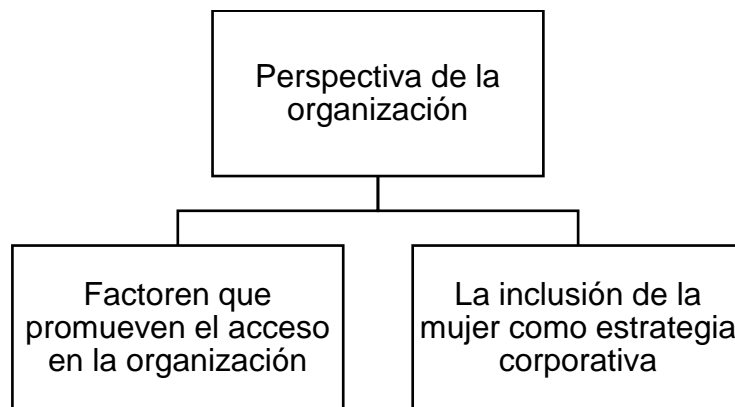 Perspectiva de la
organización
Factoren que
promueven el acceso
en la organización
La inclusión de la
mujer como estrategia
corporativa